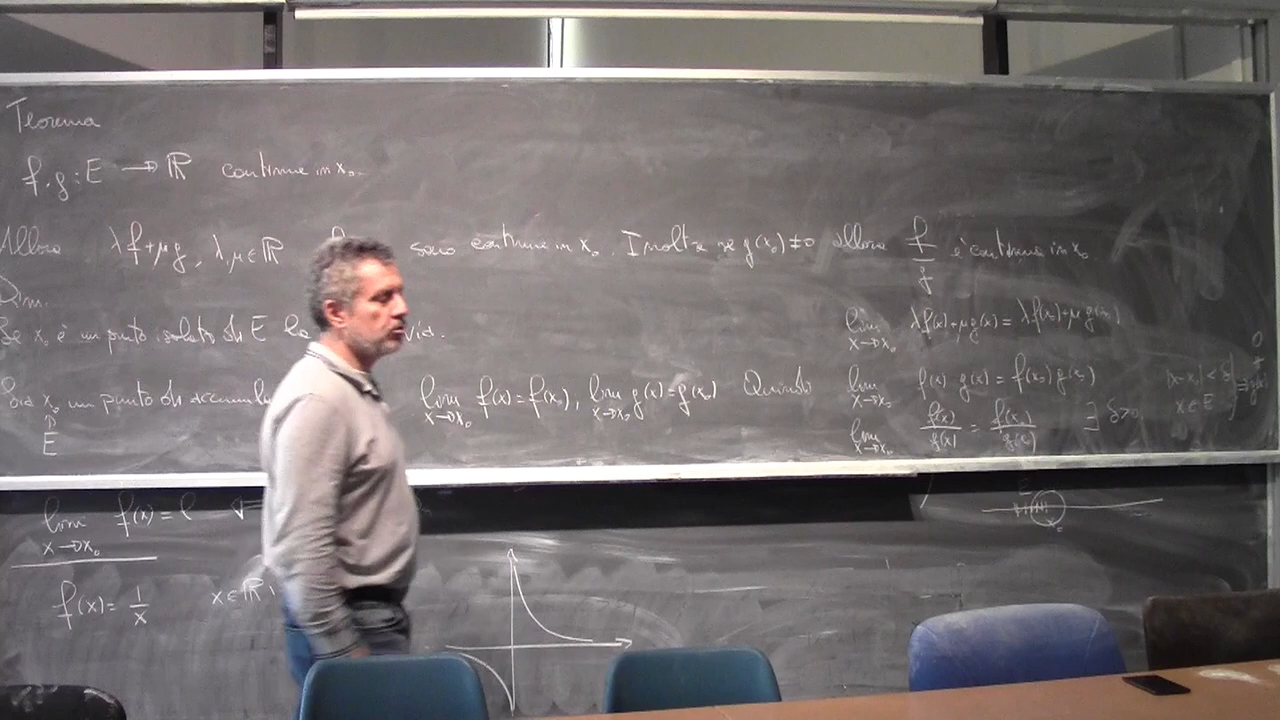 Teorema
f, g : E → ℝ continue in x₀.
Allora λf+μg, λ,μ∈ℝ sono continue in x₀. Inoltre se g(x₀)≠0 allora f/g è continua in x₀.
Dim.
Se x₀ è un punto isolato di E
lim x→x₀ λf(x)+μg(x) = λf(x₀)+μg(x₀)
Sia x₀ un punto di accumul lim x→x₀ f(x) = f(x₀), lim x→x₀ g(x) = g(x₀) Quindi lim x→x₀ f(x) g(x) = f(x₀) g(x₀)
E
lim x→x₀ f(x)/g(x) = f(x₀)/g(x₀) ∃ δ>0 |x-x₀| < δ x∈E ⇒ g(x) ≠ 0
lim x→x₀ f(x) = l
f(x) = 1/x x∈ℝ\
E
x₀